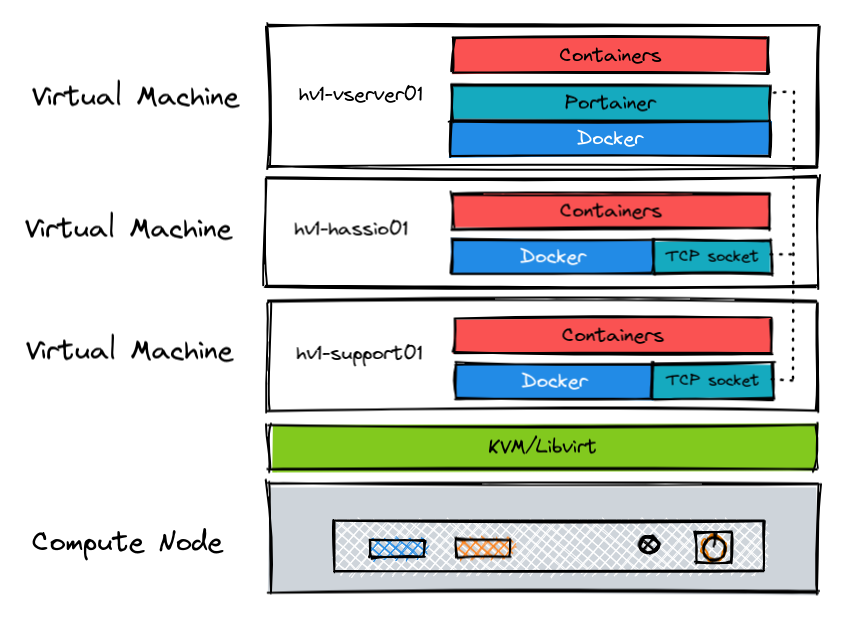 Containers
Virtual Machine
hv1-vserver01
Portainer
Docker
Containers
Virtual Machine
hv1-hassio01
Docker
TCP socket
Containers
Virtual Machine
hv1-support01
Docker
TCP socket
KVM/Libvirt
Compute Node